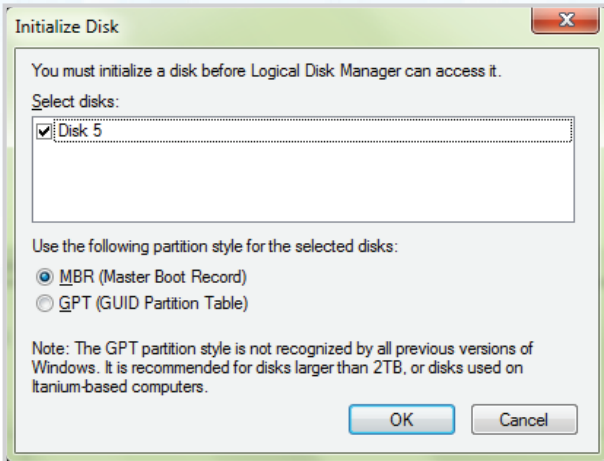 Initialize Disk
You must initialize a disk before Logical Disk Manager can access it.
Select disks:
Disk 5
Use the following partition style for the selected disks:
MBR (Master Boot Record)
GPT (GUID Partition Table)
Note: The GPT partition style is not recognized by all previous versions of
Windows. It is recommended for disks larger than 2TB, or disks used on
Itanium-based computers.
OK Cancel